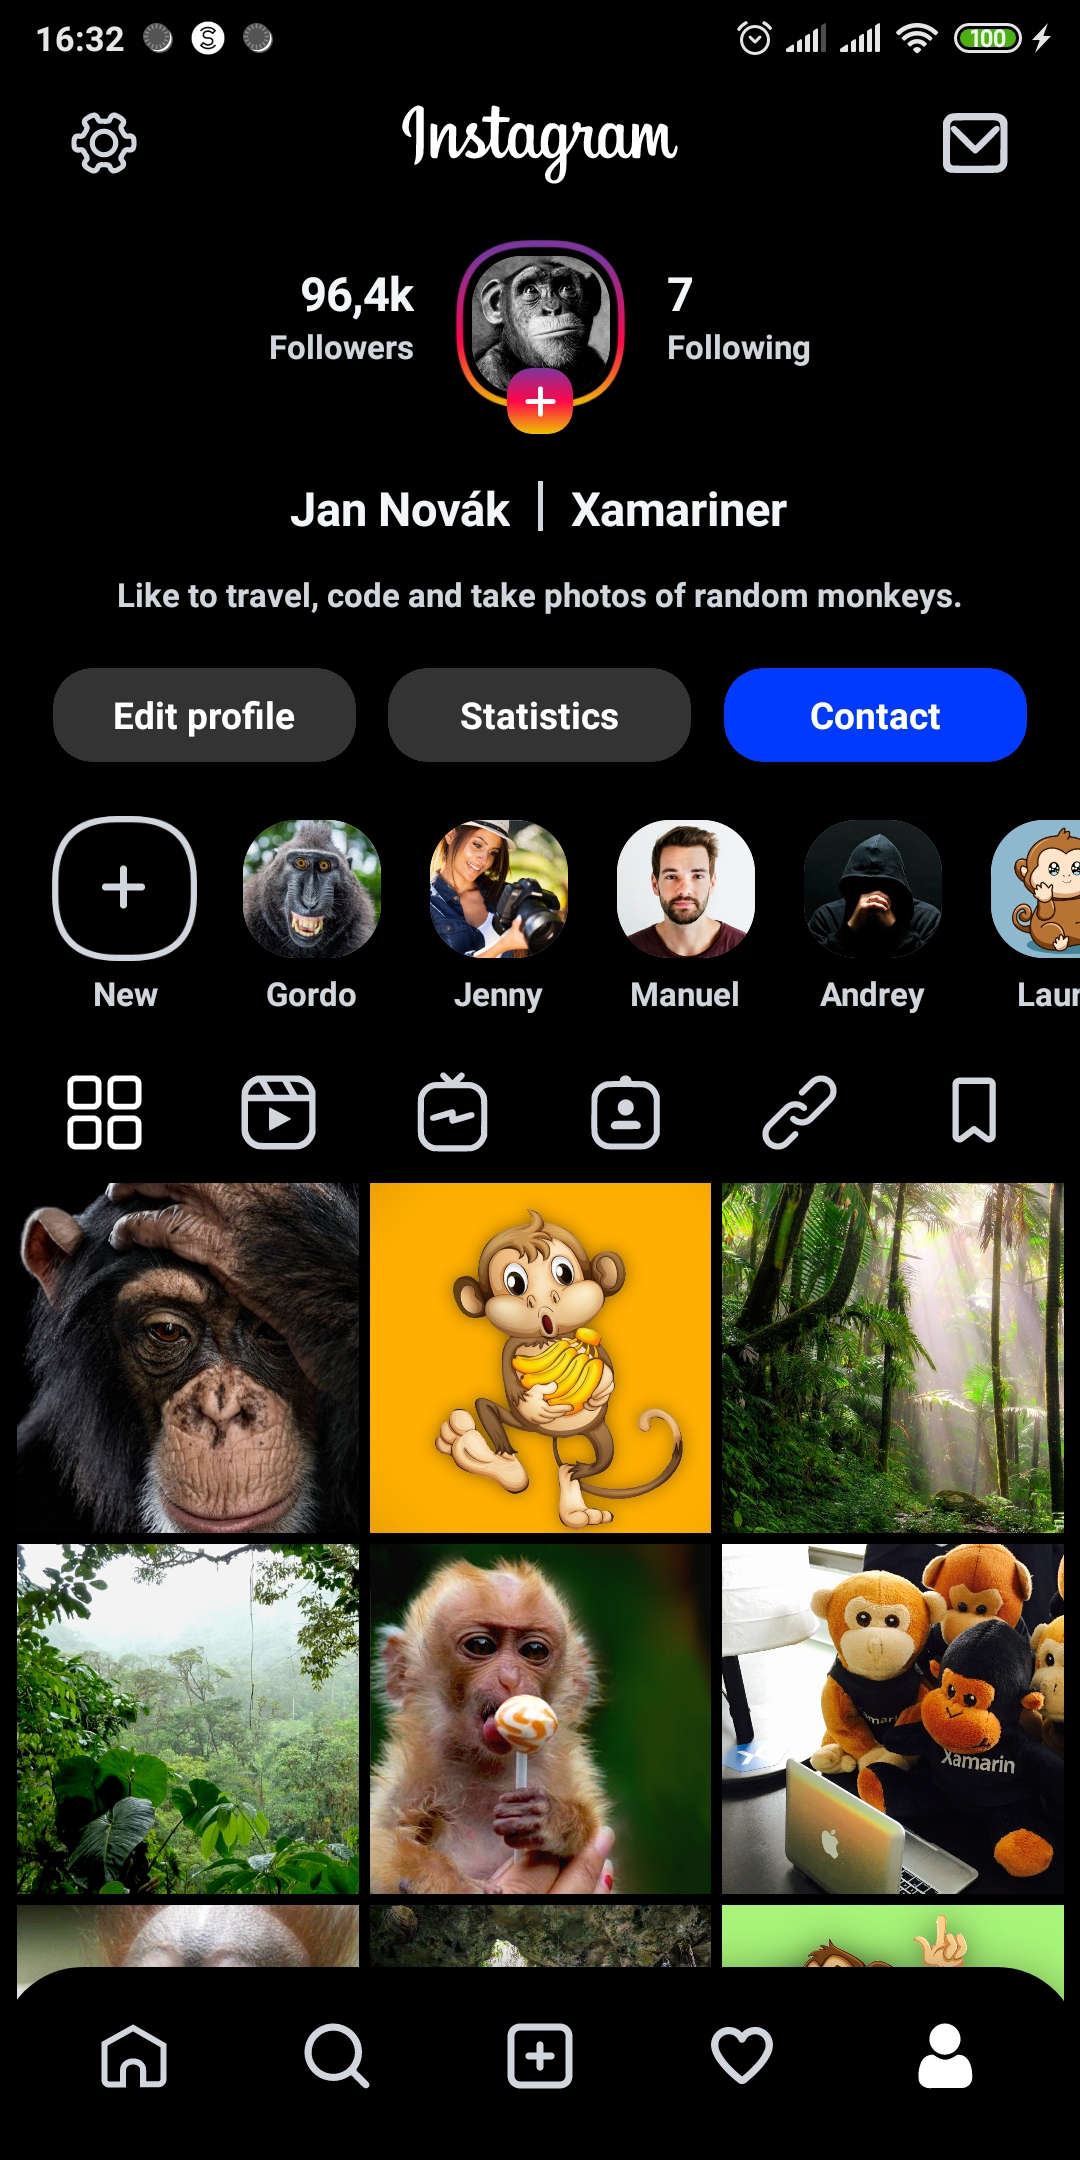 16:32
100
Instagram
96,4k
7
Followers
Following
Jan Novák | Xamariner
Like to travel, code and take photos of random monkeys.
Edit profile
Statistics
Contact
New
Gordo
Jenny
Manuel
Andrey
Laur
Xamarin